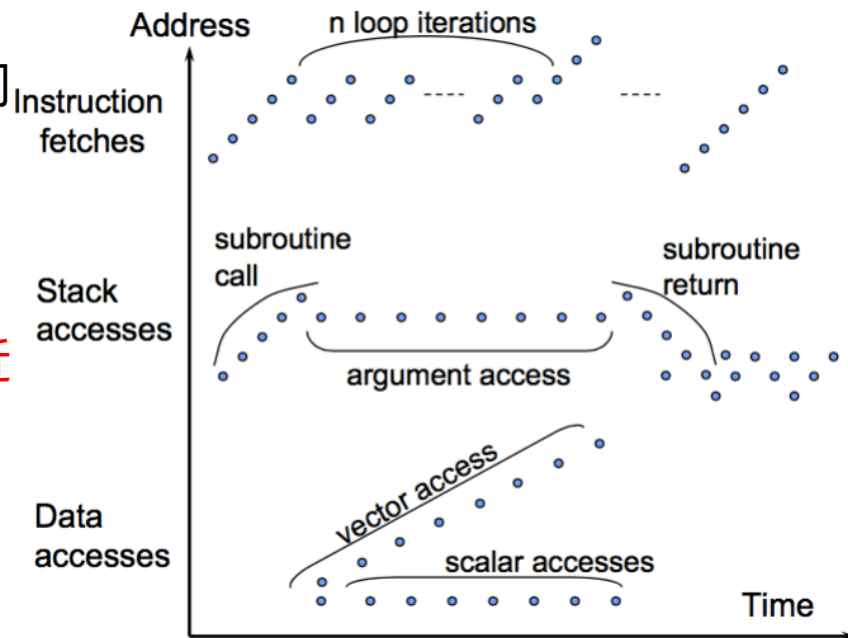 Address
n loop iterations
Instruction
fetches
subroutine
call
subroutine
return
Stack
accesses
argument access
vector access
Data
accesses
scalar accesses
Time